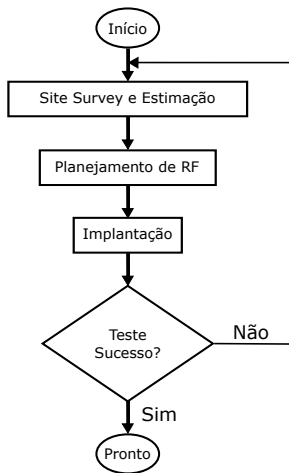 Início
Site Survey e Estimação
Planejamento de RF
Implantação
Teste
Sucesso?
Não
Sim
Pronto